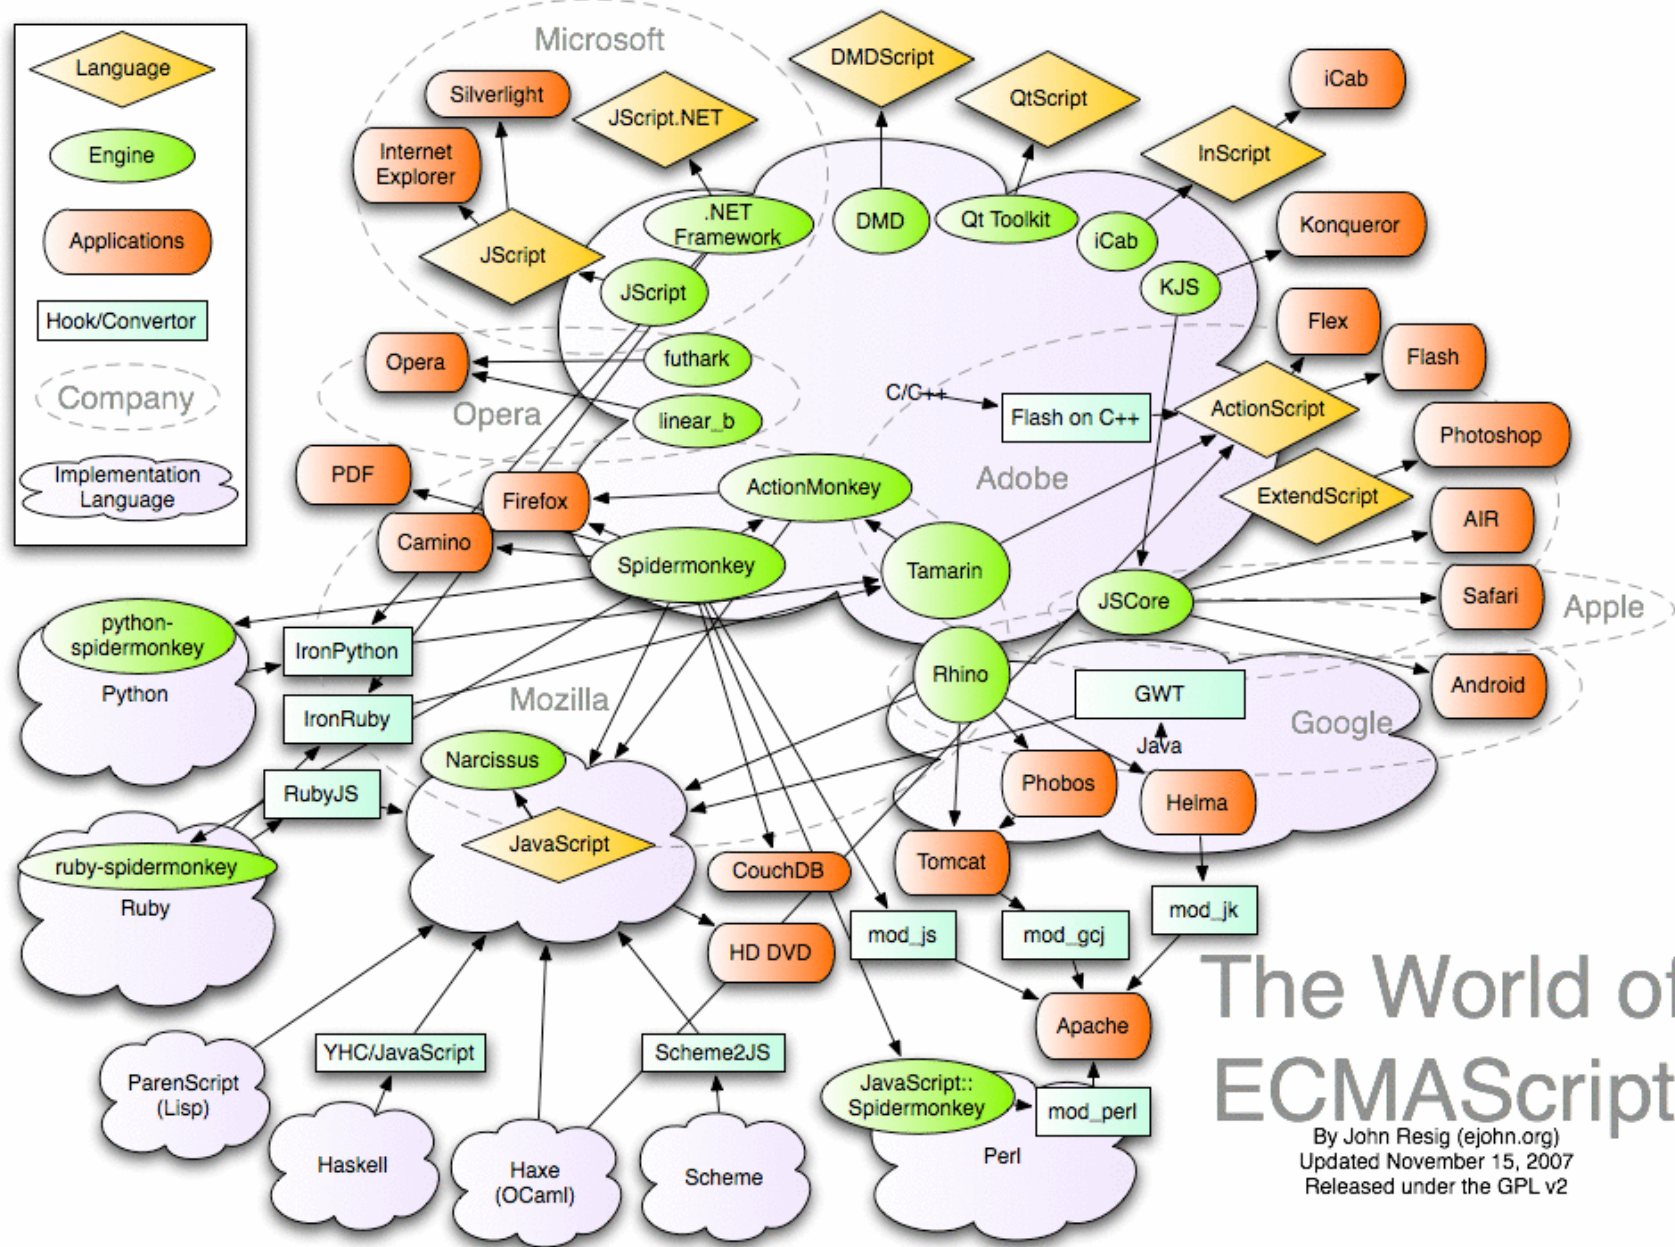 Language
Engine
Applications
Hook/Convertor
Company
Implementation
Language
Microsoft
Silverlight
JScript.NET
Internet
Explorer
JScript
.NET
Framework
JScript
DMDScript
DMD
QtScript
Qt Toolkit
InScript
iCab
iCab
Konqueror
KJS
Flex
Flash
Opera
futhark
Opera
linear_b
C/C++
Flash on C++
ActionScript
Photoshop
ExtendScript
Adobe
AIR
PDF
Firefox
ActionMonkey
Camino
Spidermonkey
Tamarin
JSCore
Safari
Apple
Android
python-
spidermonkey
Python
IronPython
IronRuby
Mozilla
Rhino
GWT
Google
Java
Narcissus
RubyJS
Phobos
Helma
JavaScript
ruby-spidermonkey
Ruby
CouchDB
Tomcat
HD DVD
mod_js
mod_gcj
mod_jk
Apache
ParenScript
(Lisp)
YHC/JavaScript
Scheme2JS
Haskell
Haxe
(OCaml)
Scheme
JavaScript::
Spidermonkey
mod_perl
Perl
The World of
ECMAScript
By John Resig (ejohn.org)
Updated November 15, 2007
Released under the GPL v2